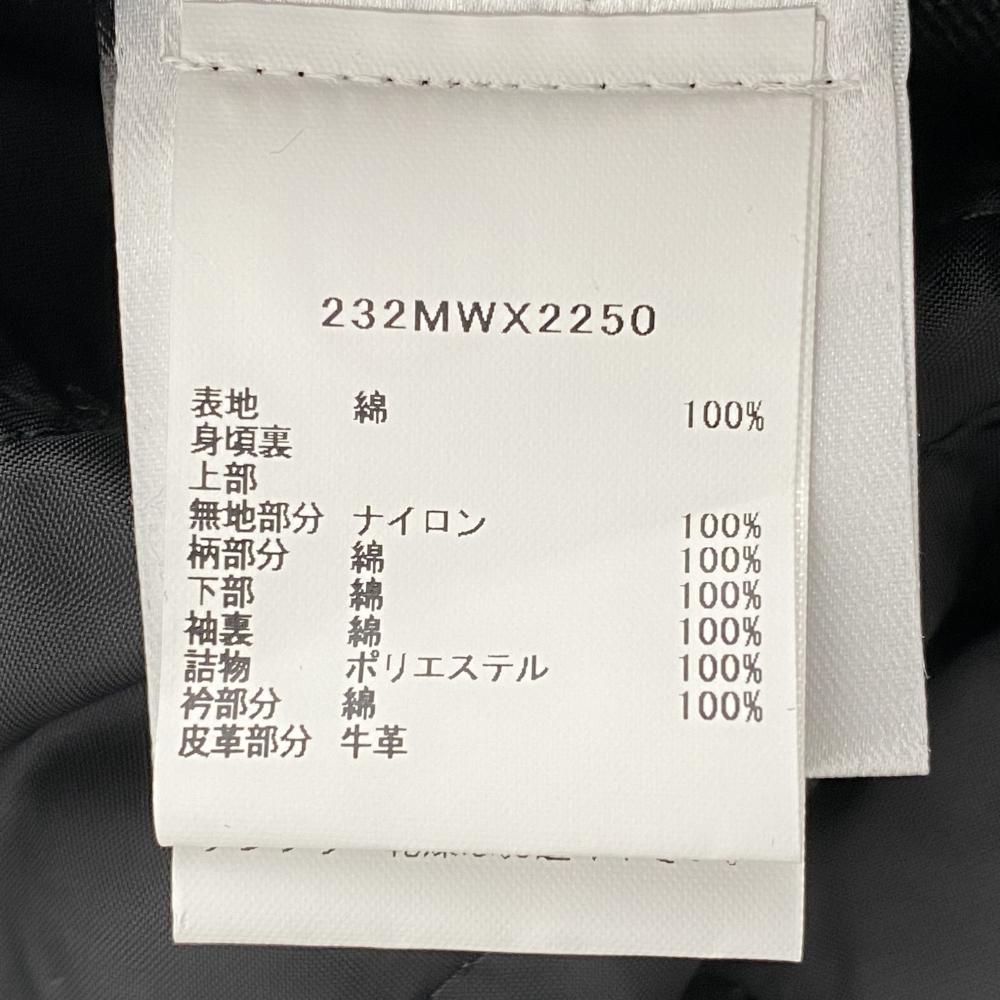 232MWX2250
表地 綿 100%
身頃裏
上部
無地部分 ナイロン 100%
柄部分 綿 100%
下部 綿 100%
袖裏 綿 100%
詰物 ポリエステル 100%
衿部分 綿 100%
皮革部分 牛革